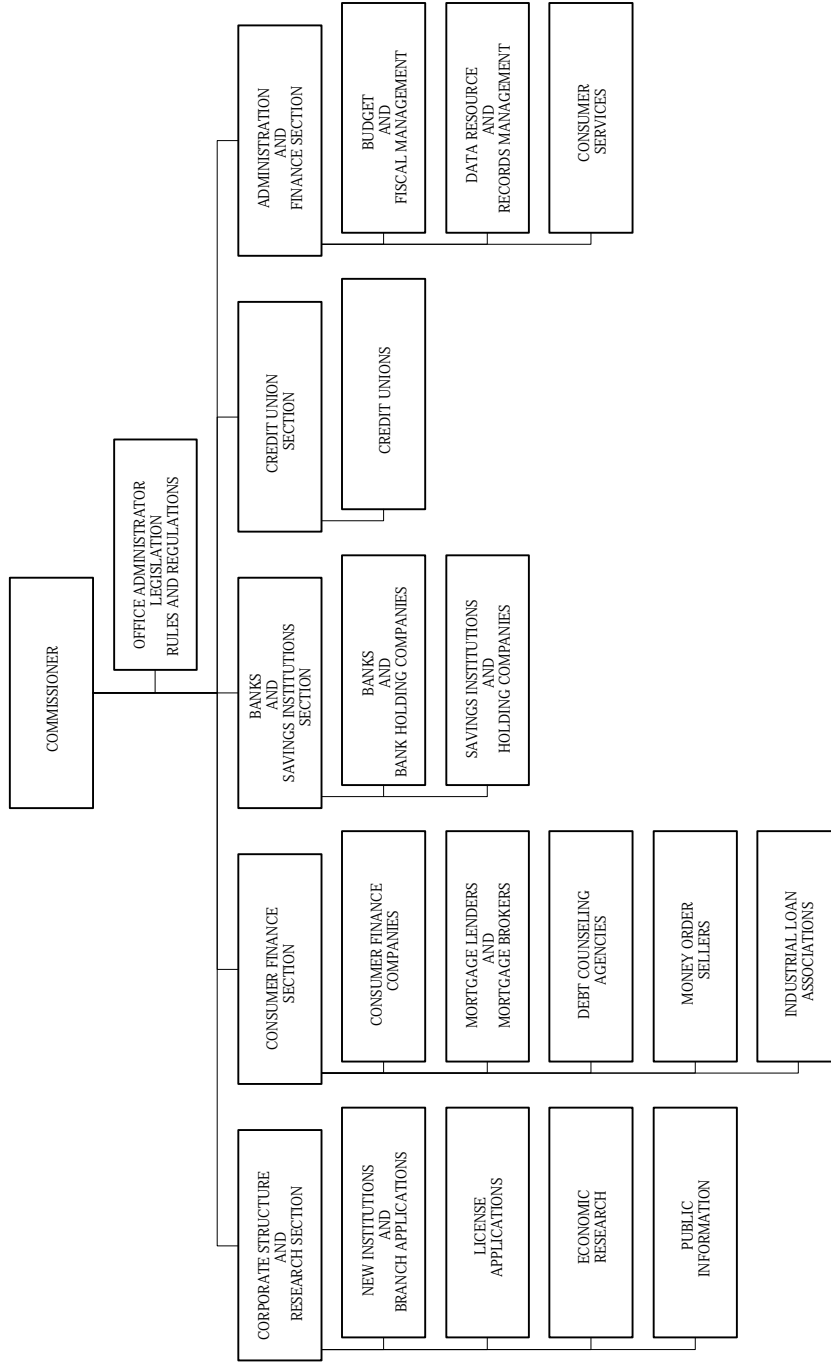 COMMISSIONER
OFFICE ADMINISTRATOR
LEGISLATION
RULES AND REGULATIONS
CORPORATE STRUCTURE
AND
RESEARCH SECTION
NEW INSTITUTIONS
AND
BRANCH APPLICATIONS
LICENSE
APPLICATIONS
ECONOMIC
RESEARCH
PUBLIC
INFORMATION
CONSUMER FINANCE
SECTION
CONSUMER FINANCE
COMPANIES
MORTGAGE LENDERS
AND
MORTGAGE BROKERS
DEBT COUNSELING
AGENCIES
MONEY ORDER
SELLERS
INDUSTRIAL LOAN
ASSOCIATIONS
BANKS
AND
SAVINGS INSTITUTIONS
SECTION
BANKS
AND
BANK HOLDING COMPANIES
SAVINGS INSTITUTIONS
AND
HOLDING COMPANIES
CREDIT UNION
SECTION
CREDIT UNIONS
ADMINISTRATION
AND
FINANCE SECTION
BUDGET
AND
FISCAL MANAGEMENT
DATA RESOURCE
AND
RECORDS MANAGEMENT
CONSUMER
SERVICES